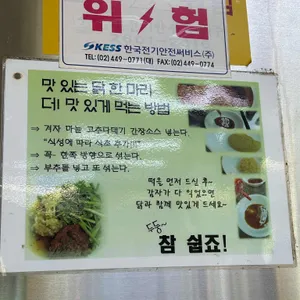 위 험
KESS 한국전기안전써비스(주)
TEL:(02)449-0771(대) FAX:(02)449-0774
맛 있는 닭 한 마리
더 맛 있게 먹는 방법
⇒ 겨자 마늘 고추다대기 간장소스 넣는다.
"식성에 따라 식초 추가!!"
⇒ 꼭. 한쪽 방향으로 섞는다.
⇒ 부추를 넣고 또 섞는다.
떡을 먼저 드신 후~
감자가 다 익었으면
닭과 함께 맛있게 드세요~
참 쉽죠!